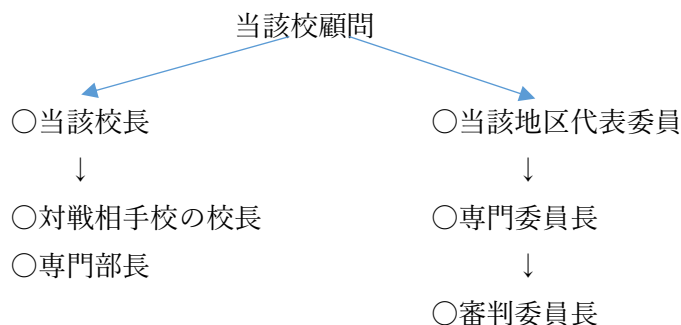 当該校顧問
○当該校長
○当該地区代表委員
↓
↓
○対戦相手校の校長
○専門委員長
○専門部長
↓
○審判委員長